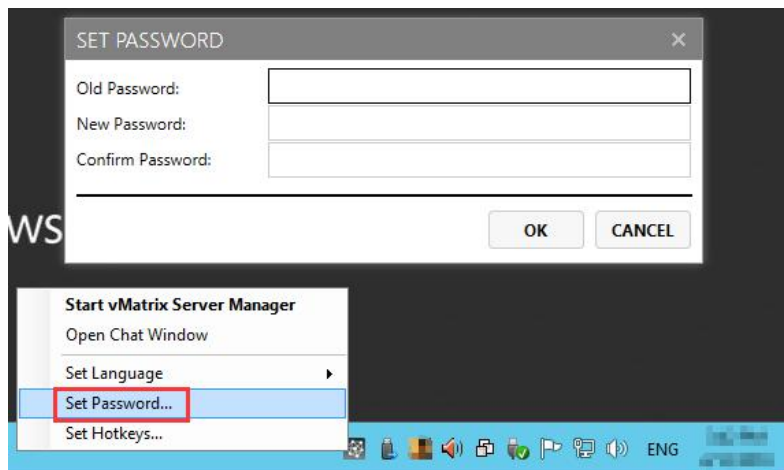 SET PASSWORD
Old Password:
New Password:
Confirm Password:
OK CANCEL
WS
Start vMatrix Server Manager
Open Chat Window
Set Language
Set Password...
Set Hotkeys...
ENG